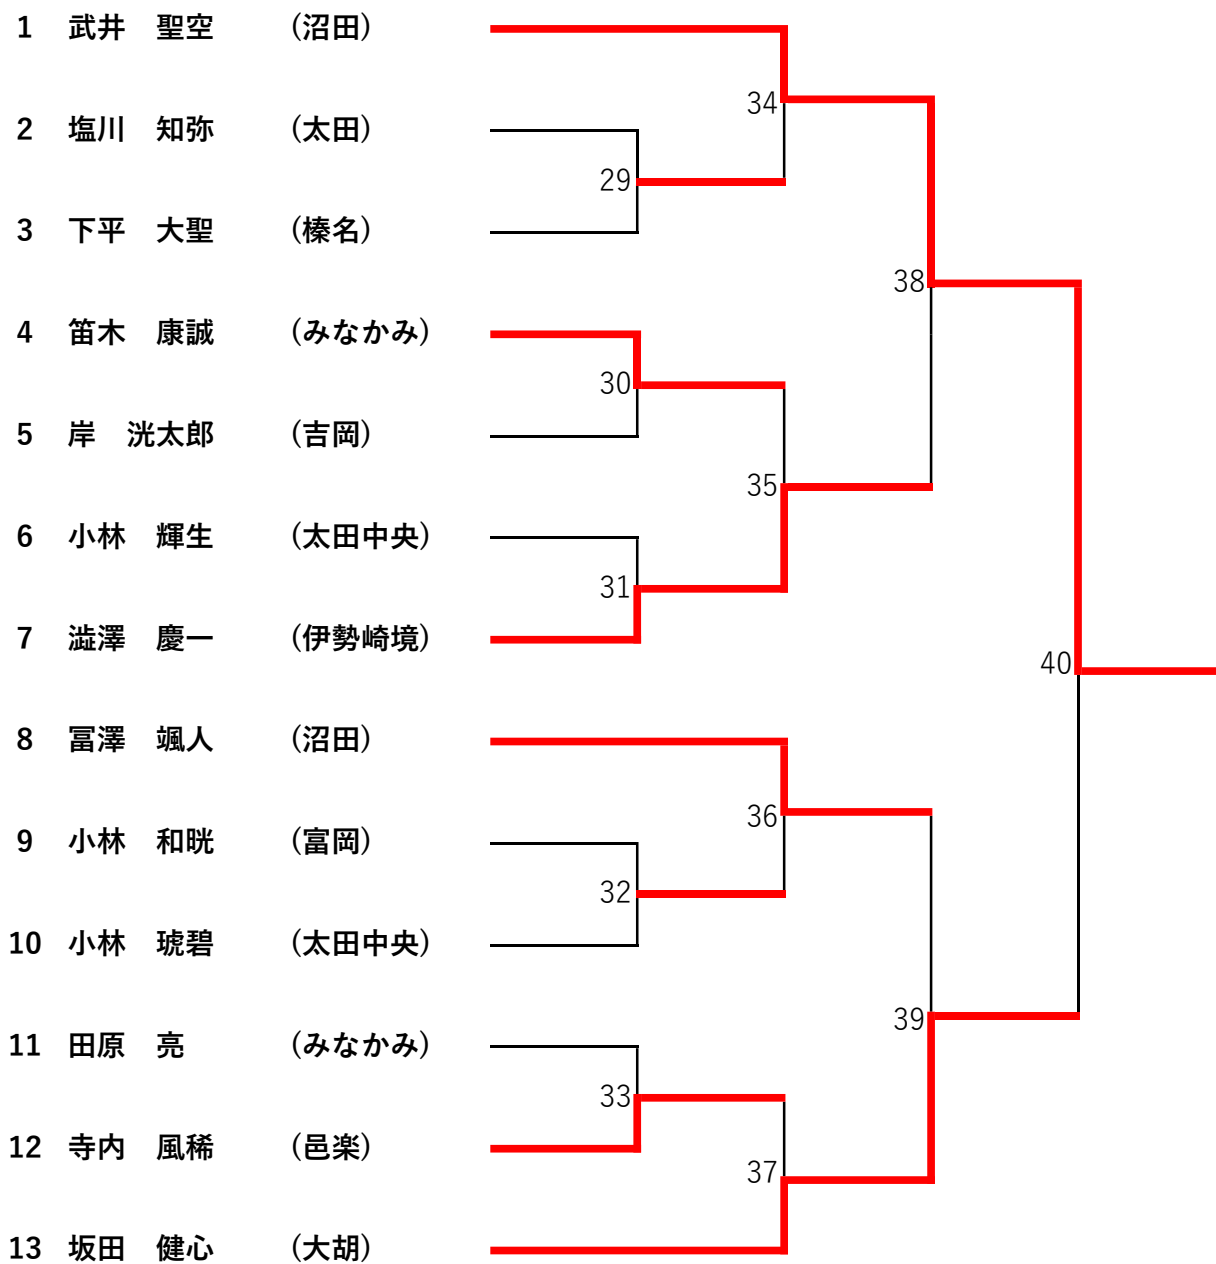 1 武井　聖空 (沼田)
34
2 塩川　知弥 (太田)
29
3 下平　大聖 (榛名)
38
4 笛木　康誠 (みなかみ)
30
5 岸　洸太郎 (吉岡)
35
6 小林　輝生 (太田中央)
31
7 澁澤　慶一 (伊勢崎境)
40
8 冨澤　颯人 (沼田)
36
9 小林　和晄 (富岡)
32
10 小林　琥碧 (太田中央)
39
11 田原　亮 (みなかみ)
33
12 寺内　風稀 (邑楽)
37
13 坂田　健心 (大胡)